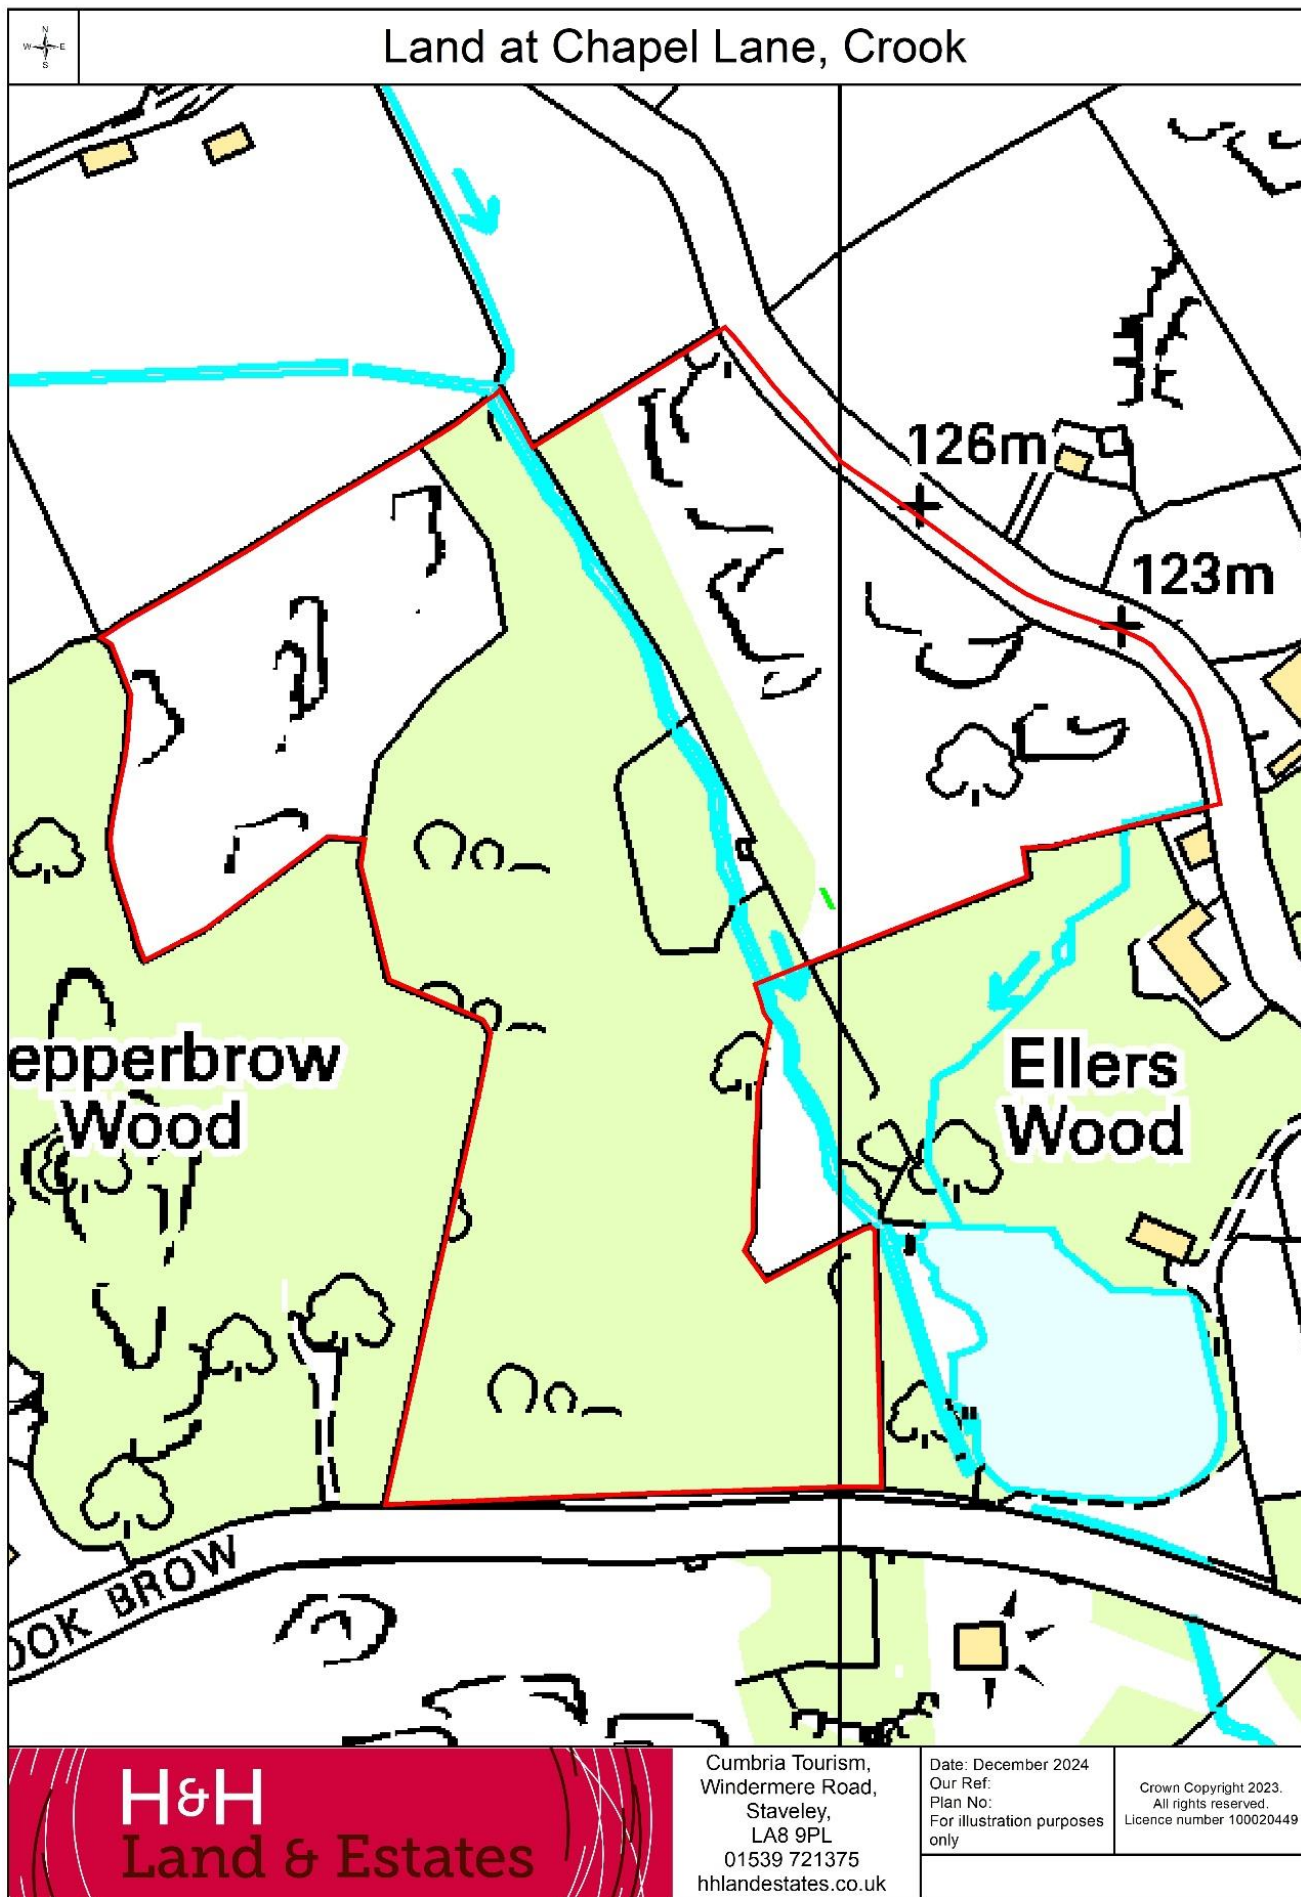 N
W E
S
Land at Chapel Lane, Crook
126m
123m
epperbrow
Wood
Ellers
Wood
OOK BROW
H&H
Land & Estates
Cumbria Tourism,
Windermere Road,
Staveley,
LA8 9PL
01539 721375
hhlandestates.co.uk
Date: December 2024
Our Ref:
Plan No:
For illustration purposes
only
Crown Copyright 2023.
All rights reserved.
Licence number 100020449